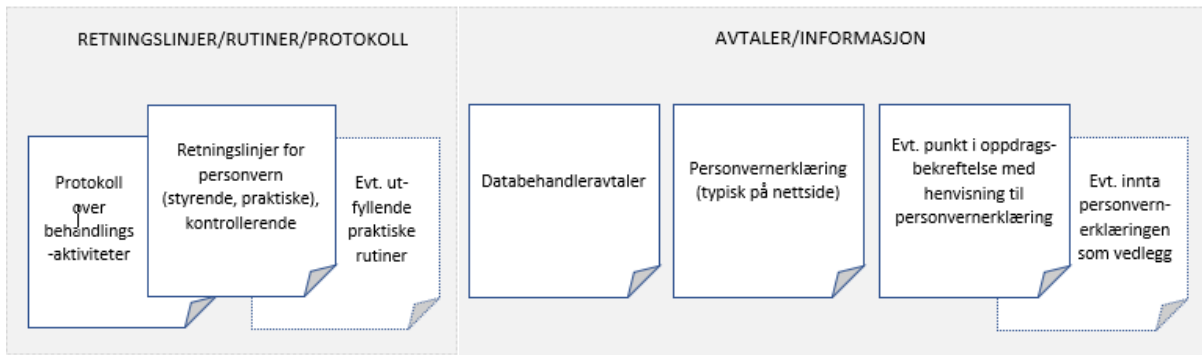 RETNINGSLINJER/RUTINER/PROTOKOLL
Protokoll
over
behandlings
-aktiviteter
Retningslinjer for
personvern
(styrende, praktiske),
kontrollerende
Evt. ut-
fyllende
praktiske
rutiner
AVTALER/INFORMASJON
Databehandleravtaler
Personvernerklæring
(typisk på nettside)
Evt. punkt i oppdrags-
bekreftelse med
henvisning til
personvernerklæring
Evt. innta
personvern-
erklæringen
som vedlegg